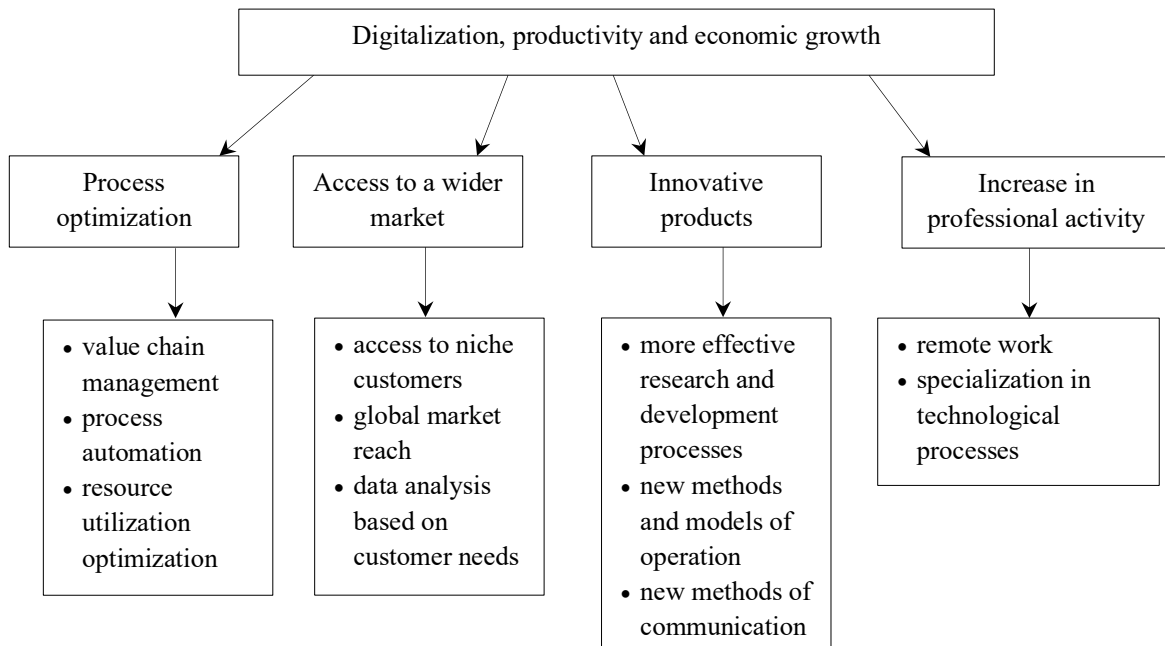 Digitalization, productivity and economic growth
Process
optimization
Access to a wider
market
Innovative
products
Increase in
professional activity
• value chain
management
• process
automation
• resource
utilization
optimization
• access to niche
customers
• global market
reach
• data analysis
based on
customer needs
• more effective
research and
development
processes
• new methods
and models of
operation
• new methods of
communication
• remote work
• specialization in
technological
processes